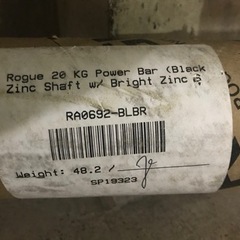 Rogue 20 KG Power Bar (Black
Zinc Shaft w/ Bright Zinc
RA0692-BLBR
Weight: 48.2 /
SP19323